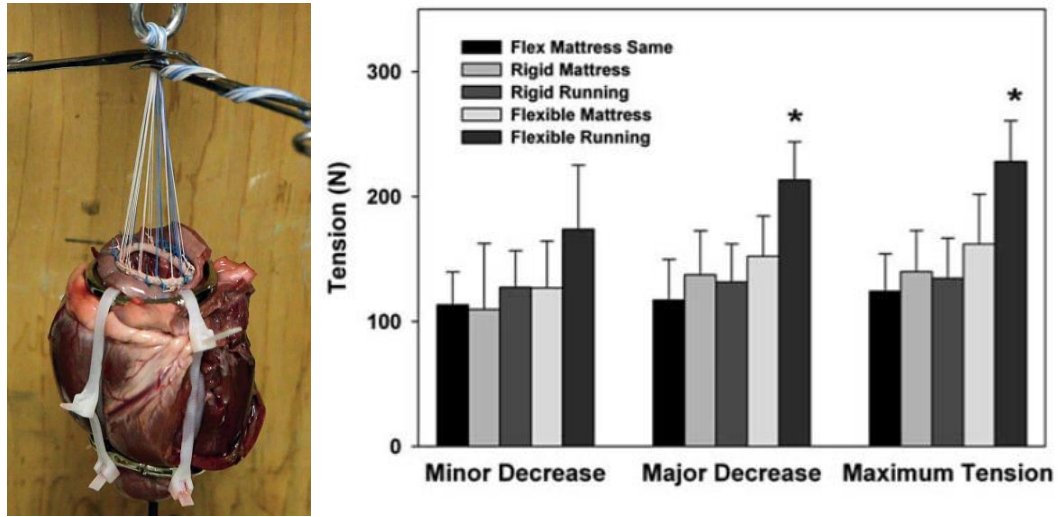 Flex Mattress Same
Rigid Mattress
Rigid Running
Flexible Mattress
Flexible Running
Tension (N)
300
200
100
0
*
*
Minor Decrease
Major Decrease
Maximum Tension